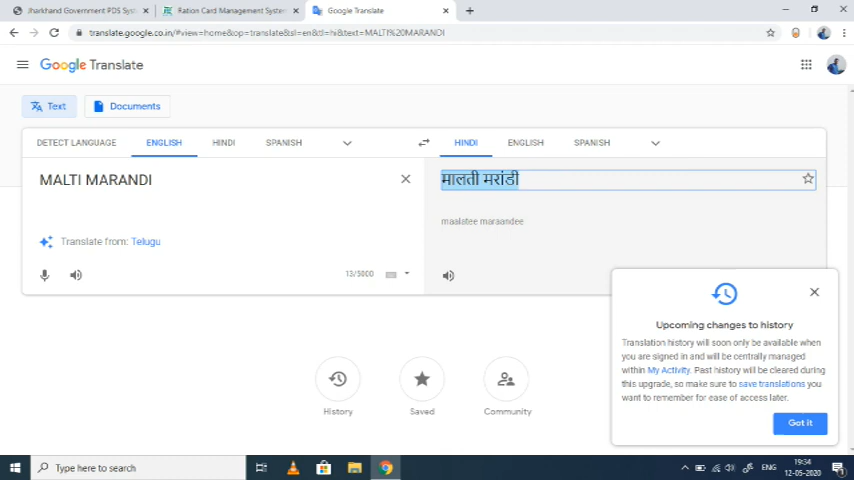 Jharkhand Government PDS Syst
Ration Card Management System
Google Translate
translate.google.co.in/#view=home&op=translate&sl=en&tl=hi&text=MALTI%20MARANDI
Google Translate
Text
Documents
DETECT LANGUAGE ENGLISH HINDI SPANISH
HINDI ENGLISH SPANISH
MALTI MARANDI
मालती मरांडी
maalatee maraandee
Translate from: Telugu
13/5000
Upcoming changes to history
Translation history will soon only be available when
you are signed in and will be centrally managed
within My Activity. Past history will be cleared during
this upgrade, so make sure to save translations you
want to remember for ease of access later.
Got it
History
Saved
Community
Type here to search
ENG
19:34
12-05-2020